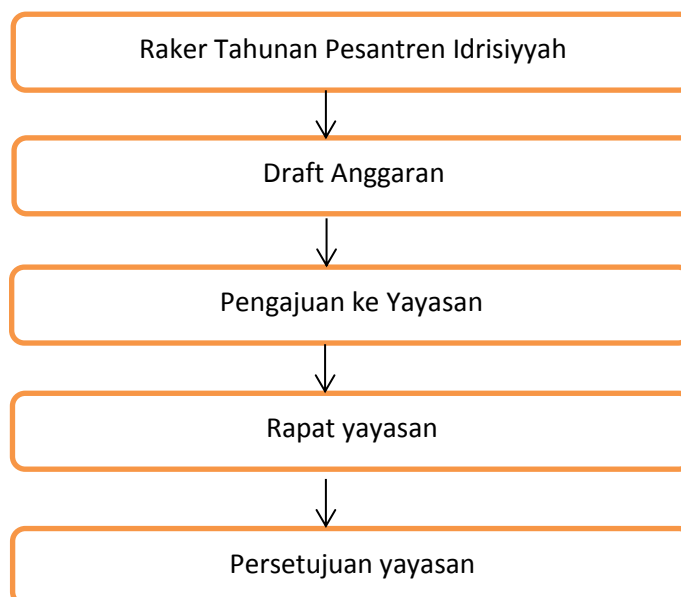 Raker Tahunan Pesantren Idrisiyyah
Draft Anggaran
Pengajuan ke Yayasan
Rapat yayasan
Persetujuan yayasan